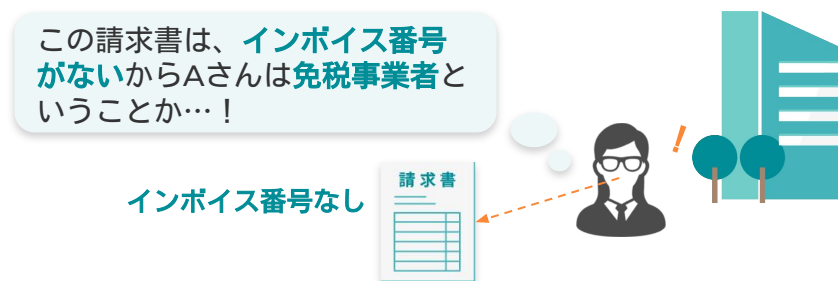 この請求書は、インボイス番号
がないからAさんは免税事業者と
いうことか…！
インボイス番号なし
請求書